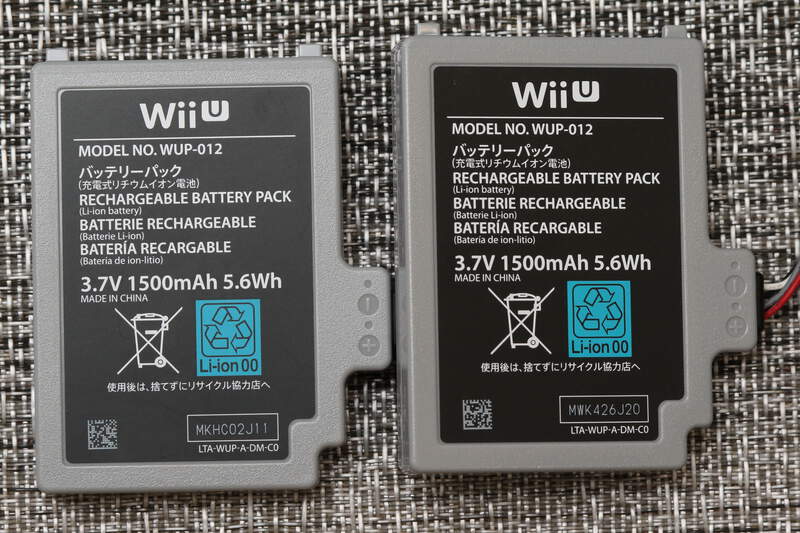 Wii U
MODEL NO. WUP-012
バッテリーパック
(充電式リチウムイオン電池)
RECHARGEABLE BATTERY PACK
(Li-ion battery)
BATTERIE RECHARGEABLE
(Batterie Li-ion)
BATERÍA RECARGABLE
(Batería de ion-litio)
3.7V 1500mAh 5.6Wh
MADE IN CHINA
Li-ion 00
使用後は、捨てずにリサイクル協力店へ
MKHC02J11
LTA-WUP-A-DM-C0
Wii U
MODEL NO. WUP-012
バッテリーパック
(充電式リチウムイオン電池)
RECHARGEABLE BATTERY PACK
(Li-ion battery)
BATTERIE RECHARGEABLE
(Batterie Li-ion)
BATERÍA RECARGABLE
(Batería de ion-litio)
3.7V 1500mAh 5.6Wh
MADE IN CHINA
Li-ion 00
使用後は、捨てずにリサイクル協力店へ
MWK426J20
LTA-WUP-A-DM-C0